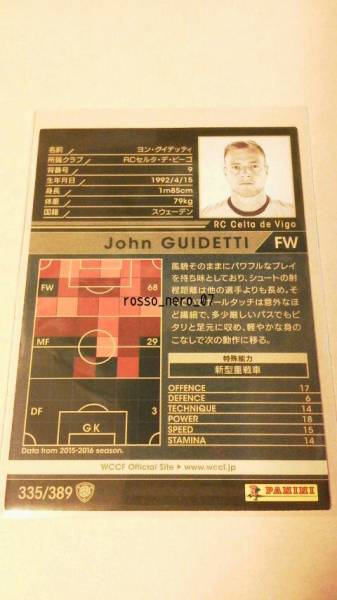 名前 ヨン・グイデッティ
所属クラブ RCセルタ・デ・ビーゴ
背番号 9
生年月日 1992/4/15
身長 1m85cm
体重 79kg
国籍 スウェーデン
RC Celta de Vigo
John GUIDETTI FW
FW 68
MF 29
DF 3
GK
Data from 2015-2016 season.
風貌そのままにパワフルなプレイ
を持ち味としており、シュートの射
程距離は他の選手よりも長め。そ
ールタッチは意外なほ
ど繊細で、多少厳しいパスでもピ
タリと足元に収め、軽やかな身の
こなしで次の動作に移る。
rosso_nero_07
特殊能力
新型重戦車
OFFENCE 17
DEFENCE 6
TECHNIQUE 14
POWER 18
SPEED 15
STAMINA 14
WCCF Official Site ▶ www.wccf.jp
335/389
PANINI